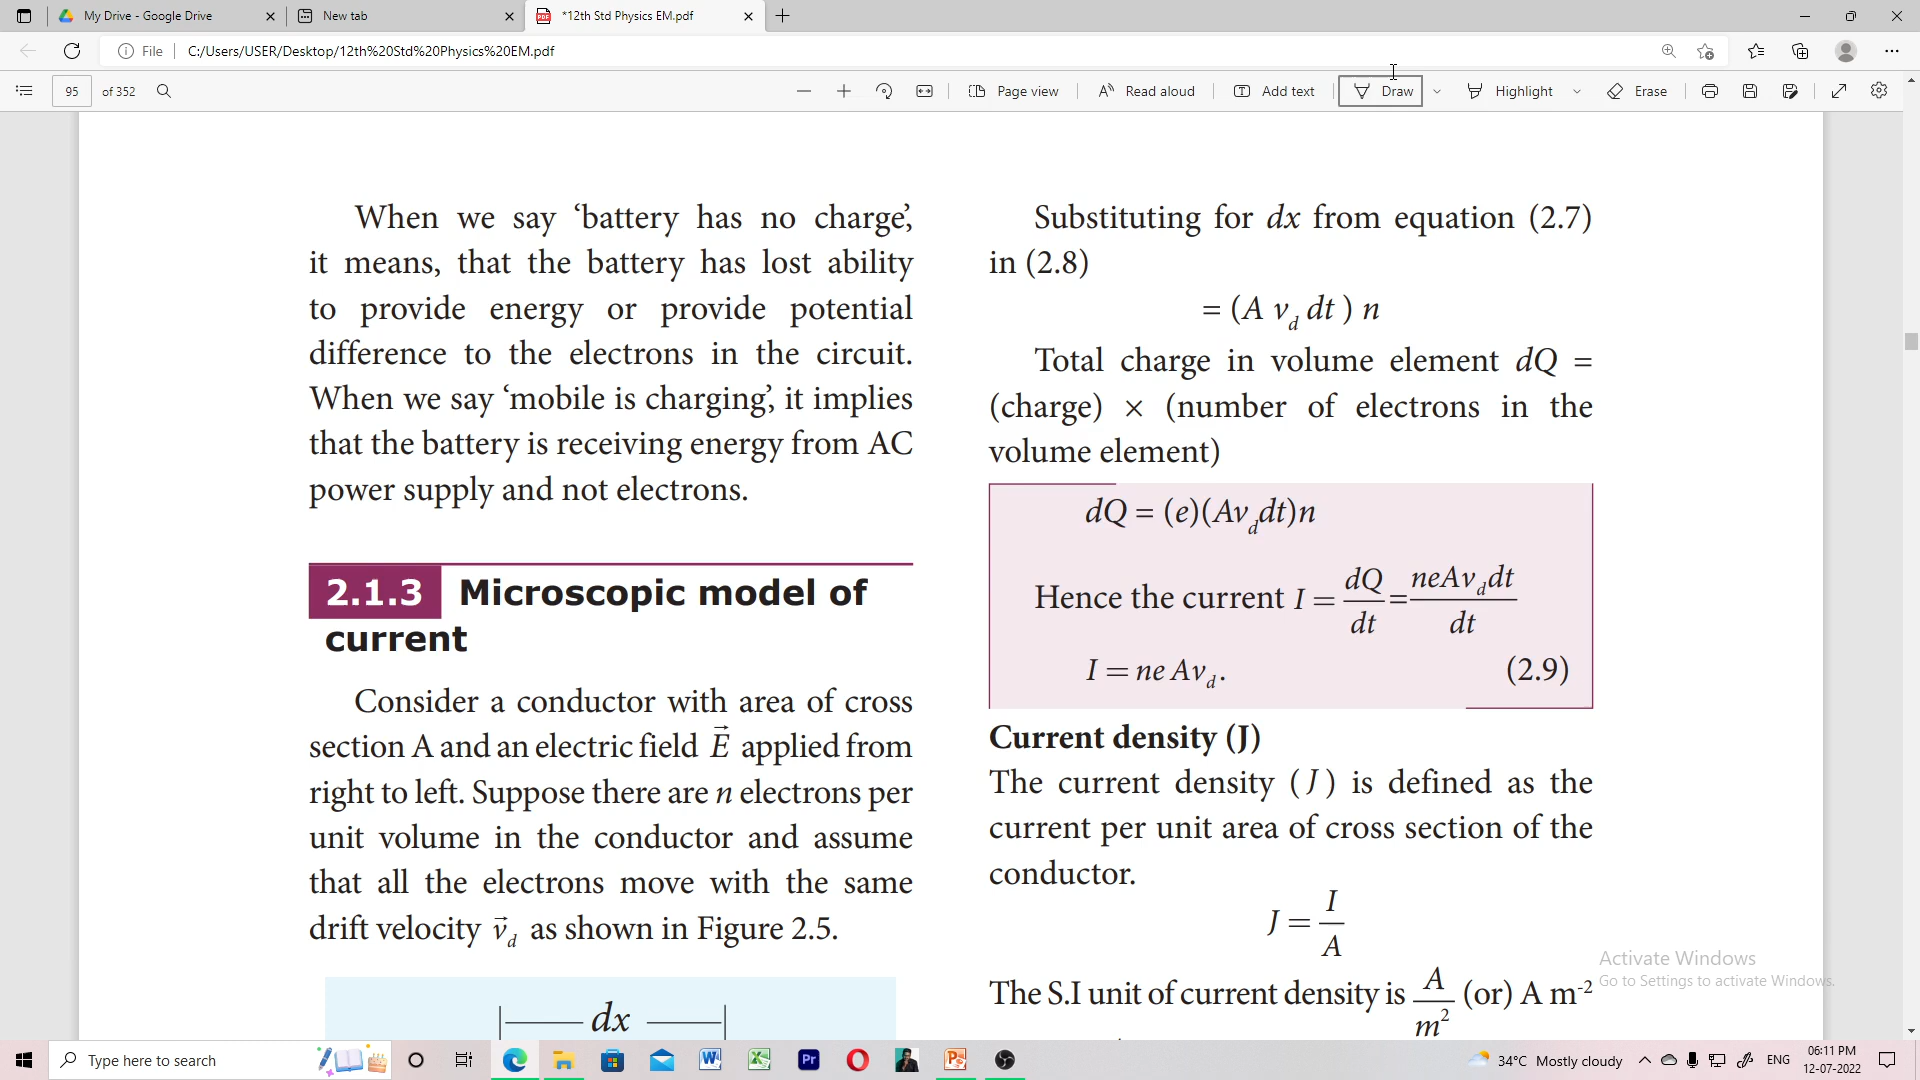 My Drive - Google Drive
New tab
*12th Std Physics EM.pdf
File
C:/Users/USER/Desktop/12th%20Std%20Physics%20EM.pdf
95 of 352
Page view
Read aloud
Add text
Draw
Highlight
Erase
When we say ‘battery has no charge’,
it means, that the battery has lost ability
to provide energy or provide potential
difference to the electrons in the circuit.
When we say ‘mobile is charging’, it implies
that the battery is receiving energy from AC
power supply and not electrons.
2.1.3 Microscopic model of
current
Consider a conductor with area of cross
section A and an electric field E⃗ applied from
right to left. Suppose there are n electrons per
unit volume in the conductor and assume
that all the electrons move with the same
drift velocity v⃗_d as shown in Figure 2.5.
dx
Substituting for dx from equation (2.7)
in (2.8)
= (A v_d dt ) n
Total charge in volume element dQ =
(charge) × (number of electrons in the
volume element)
dQ = (e)(Av_d dt)n
Hence the current I = dQ/dt = neAv_d dt/dt
I = ne Av_d. (2.9)
Current density (J)
The current density ( J ) is defined as the
current per unit area of cross section of the
conductor.
J = I/A
The S.I unit of current density is A/m² (or) A m⁻²
Activate Windows
Go to Settings to activate Windows.
Type here to search
34°C Mostly cloudy
ENG
06:11 PM
12-07-2022